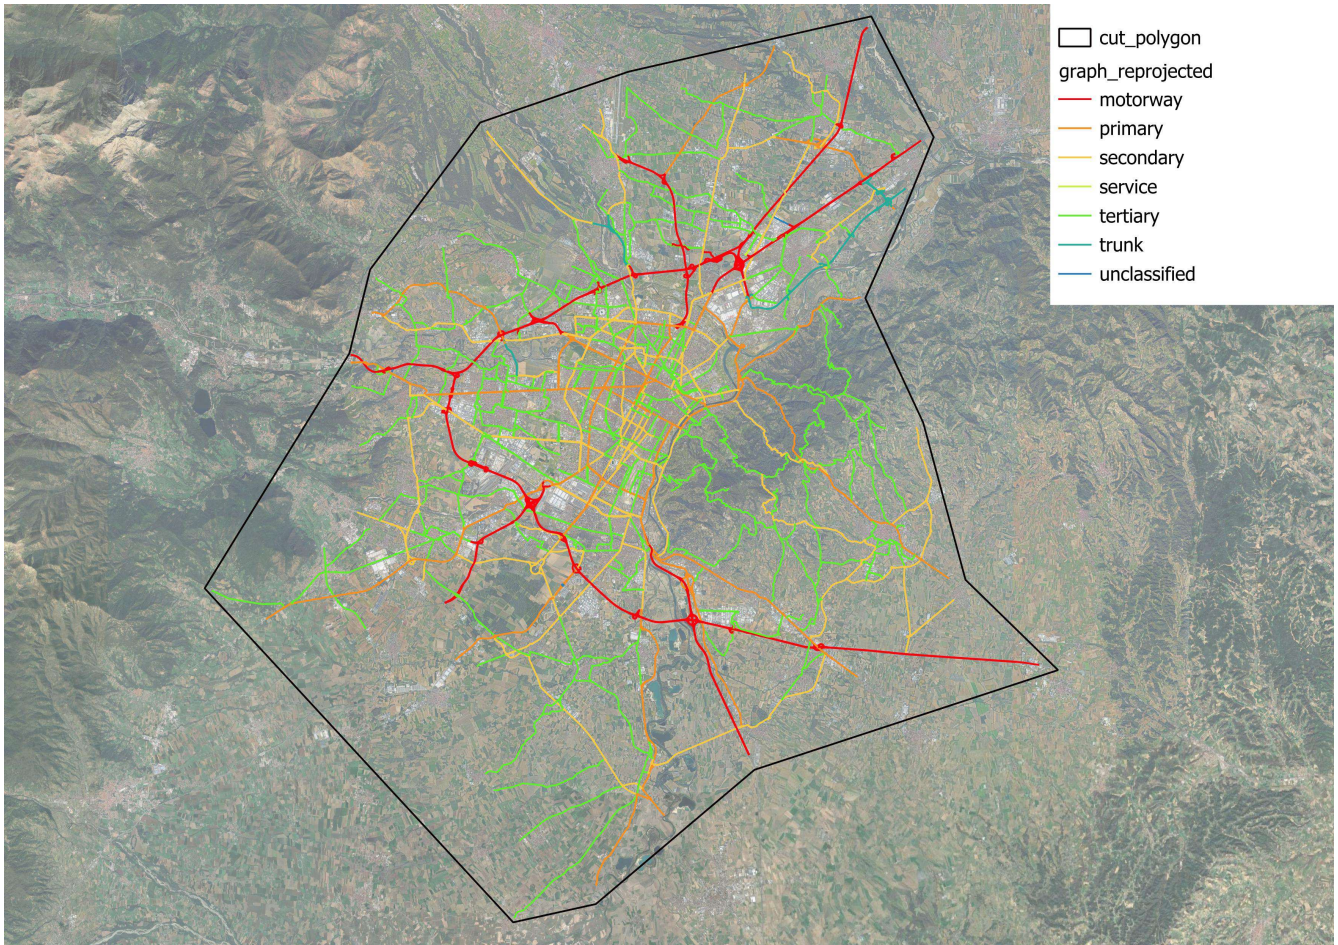 cut_polygon
graph_reprojected
motorway
primary
secondary
service
tertiary
trunk
unclassified